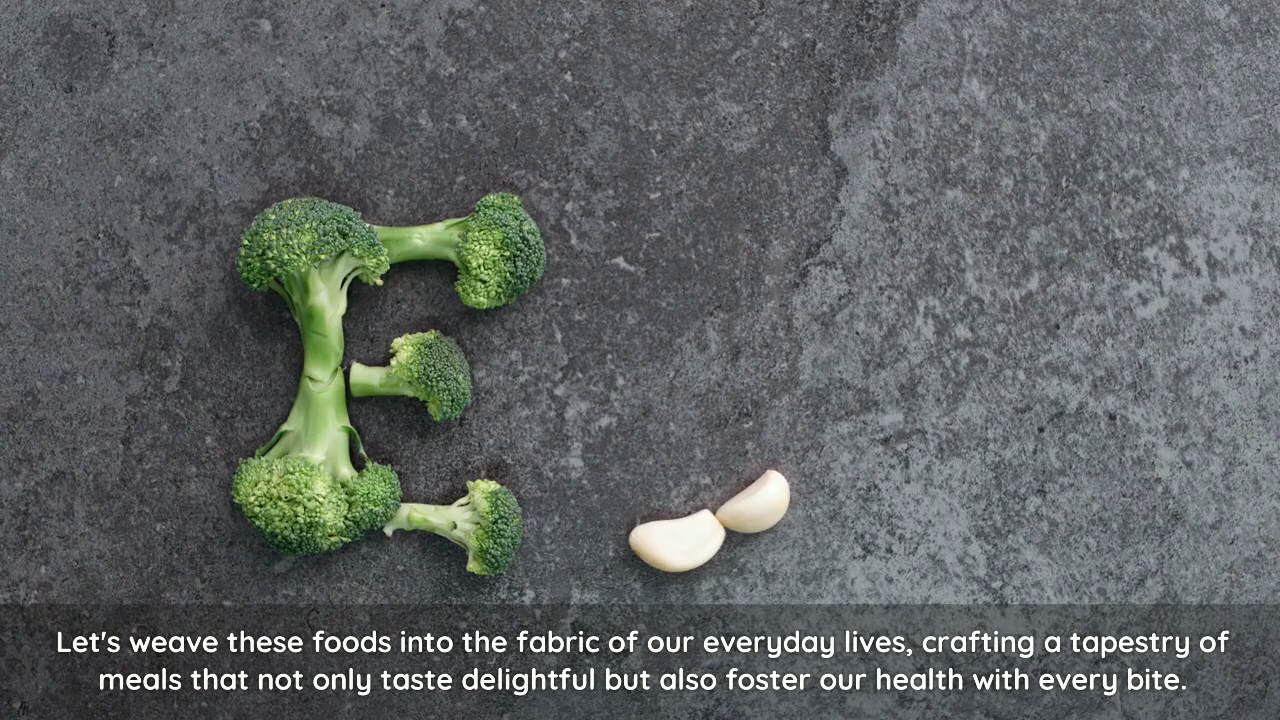 E
Let's weave these foods into the fabric of our everyday lives, crafting a tapestry of
meals that not only taste delightful but also foster our health with every bite.